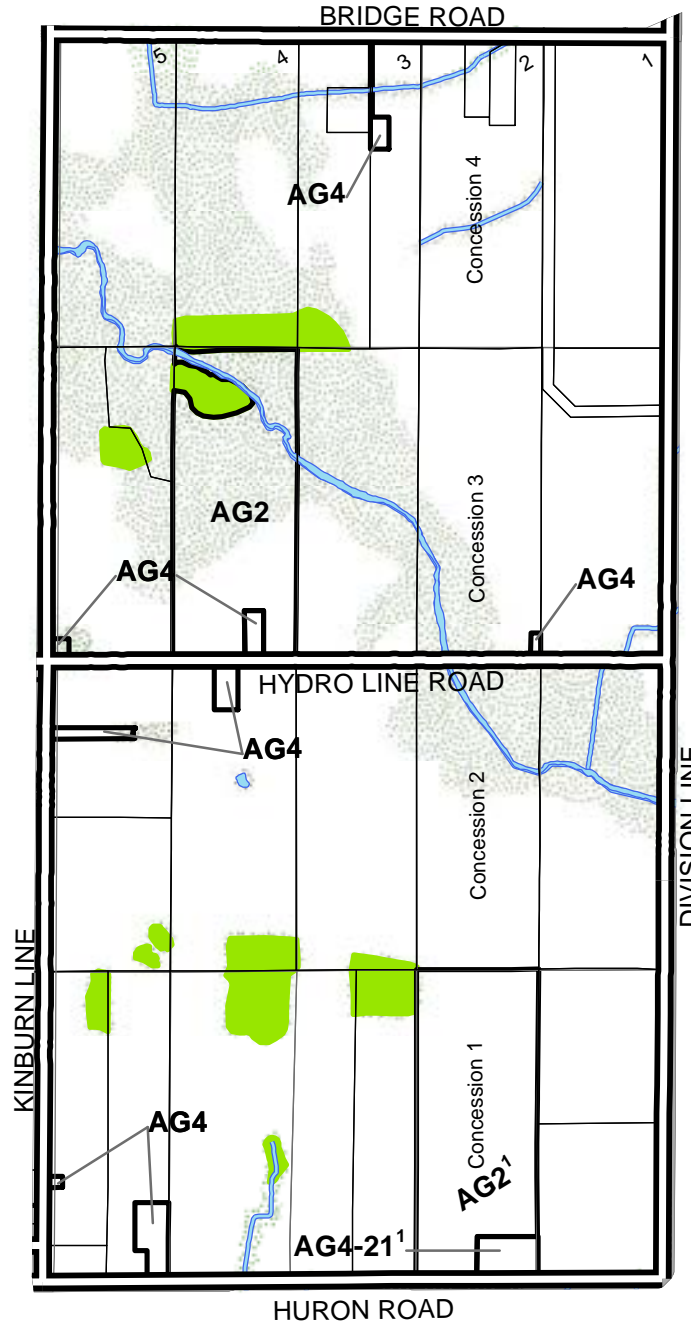 BRIDGE ROAD
5
4
3
2
1
AG4
Concession 4
AG2
Concession 3
AG4
AG4
HYDRO LINE ROAD
AG4
Concession 2
DIVISION LINE
KINBURN LINE
Concession 1
AG4
AG2¹
AG4-21¹
HURON ROAD